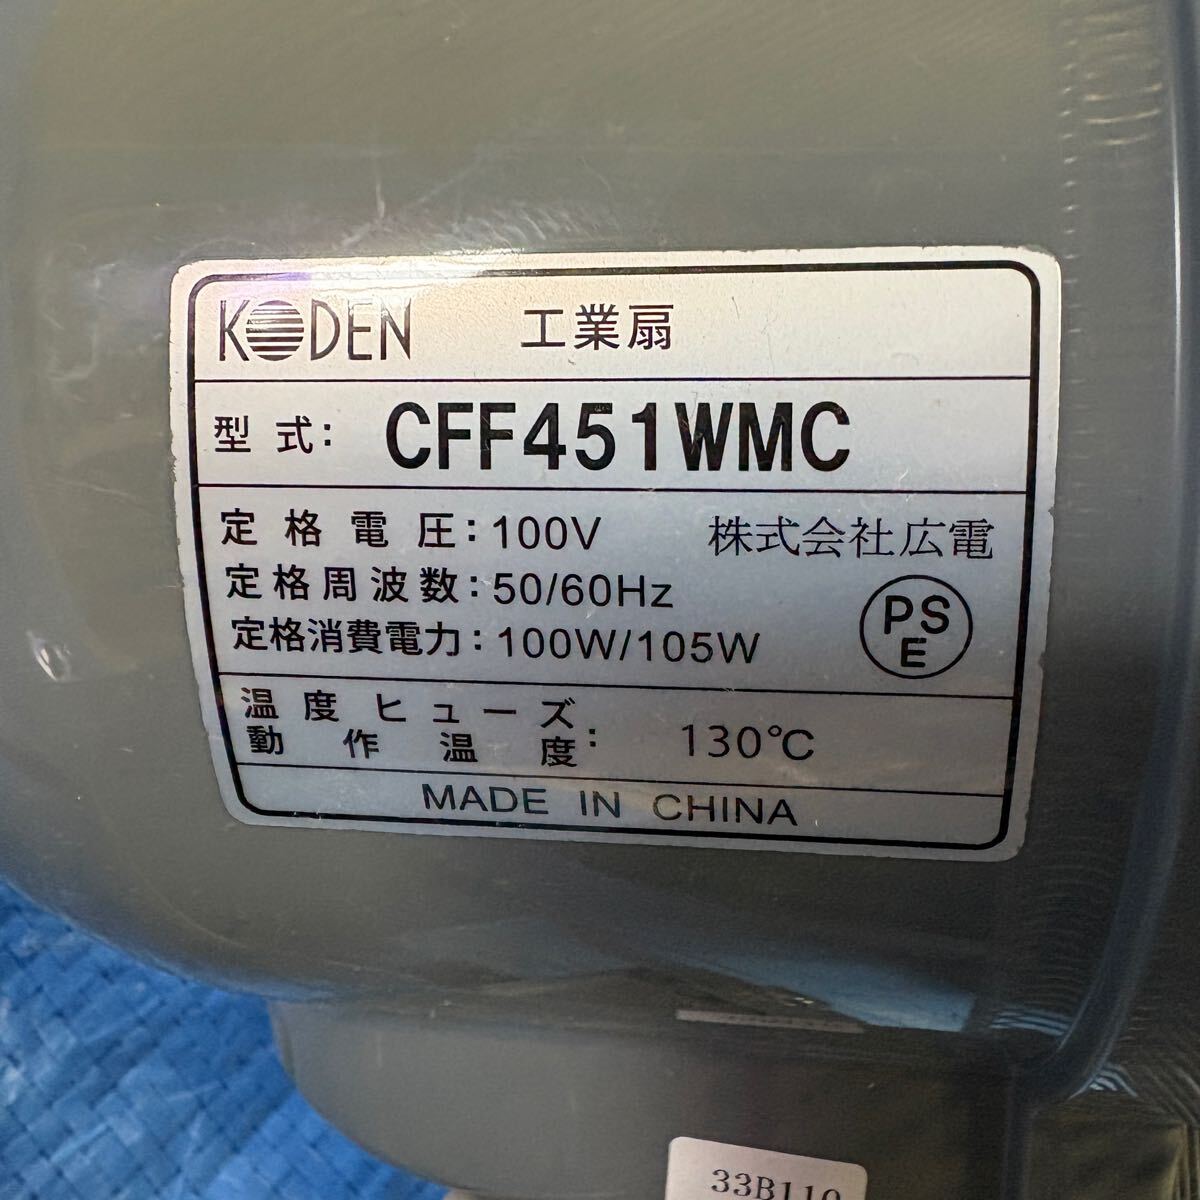 KODEN 工業扇
型式: CFF451WMC
定格電圧:100V 株式会社広電
定格周波数:50/60Hz
定格消費電力:100W/105W
PS
E
温度ヒューズ
動作温度: 130℃
MADE IN CHINA
33B110